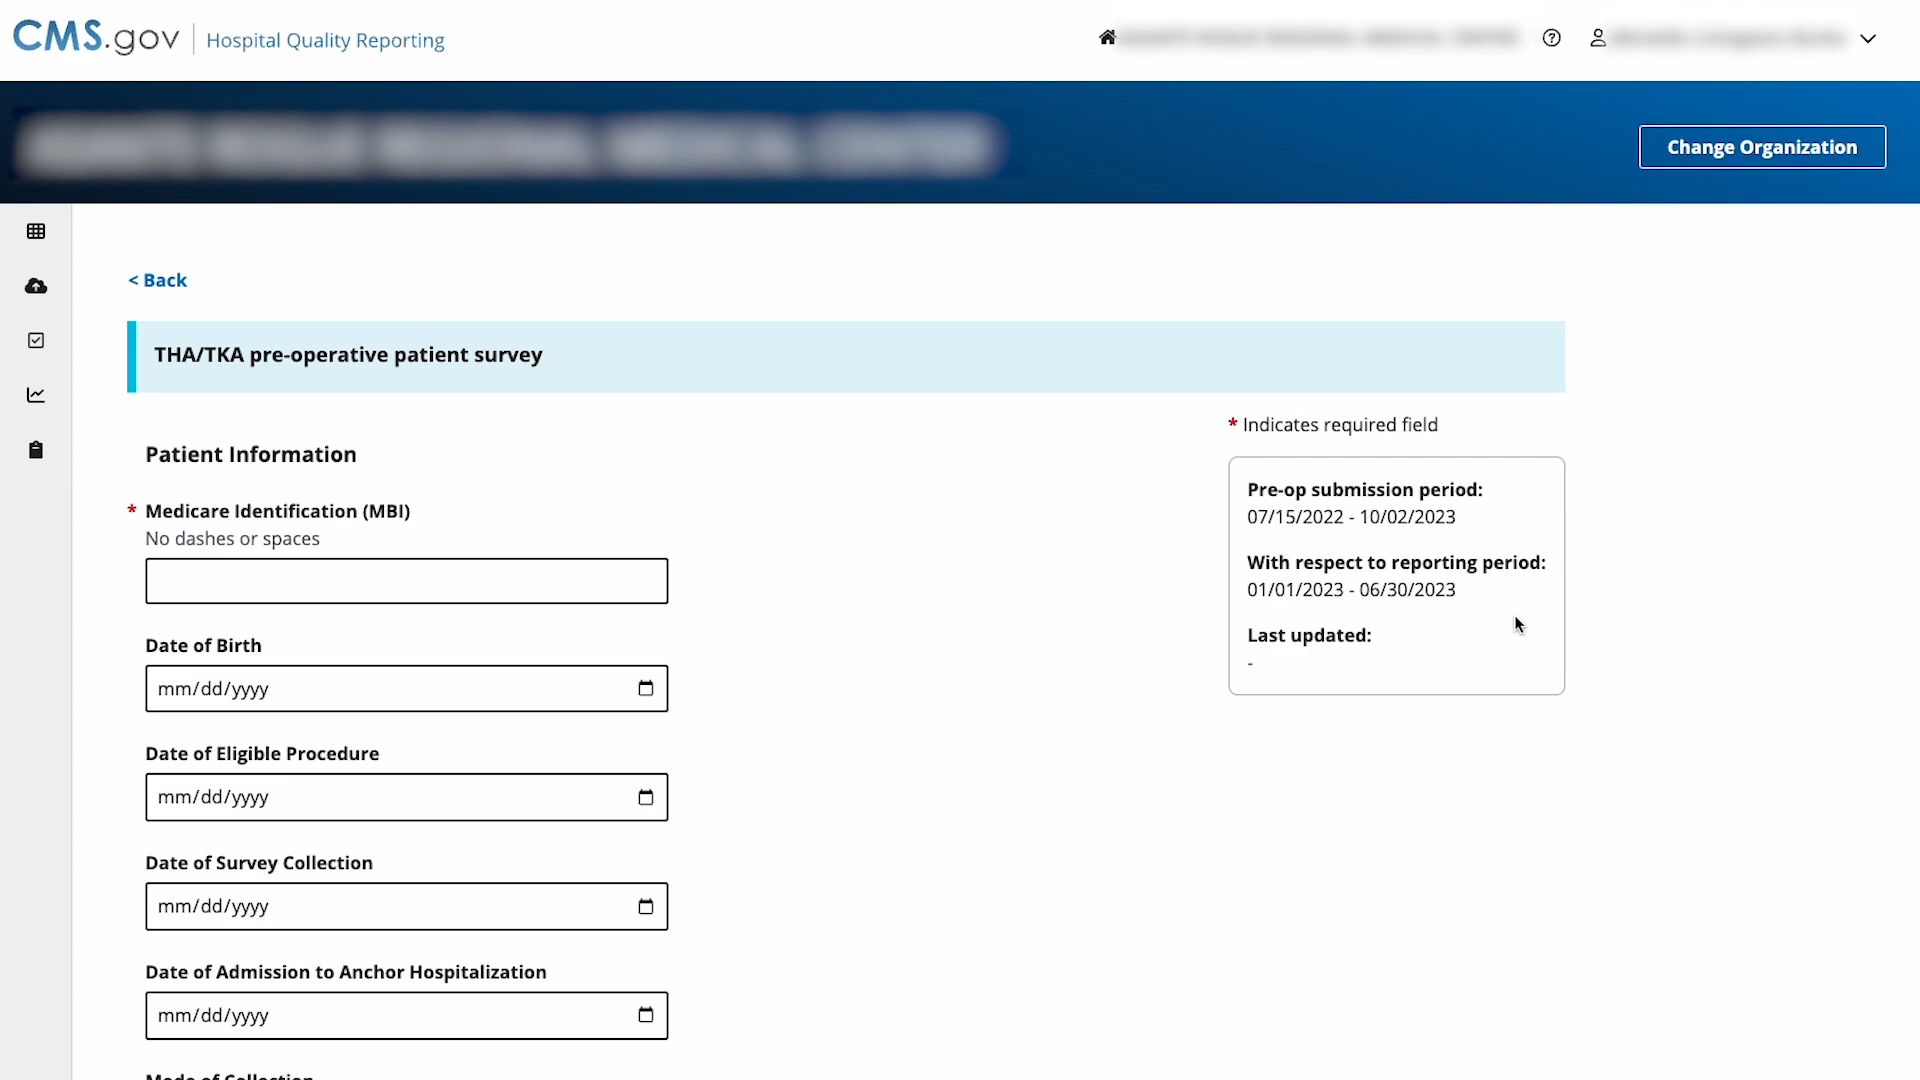 CMS.gov
Hospital Quality Reporting
Change Organization
< Back
THA/TKA pre-operative patient survey
* Indicates required field
Patient Information
* Medicare Identification (MBI)
No dashes or spaces
Pre-op submission period:
07/15/2022 - 10/02/2023
With respect to reporting period:
01/01/2023 - 06/30/2023
Last updated:
-
Date of Birth
mm/dd/yyyy
Date of Eligible Procedure
mm/dd/yyyy
Date of Survey Collection
mm/dd/yyyy
Date of Admission to Anchor Hospitalization
mm/dd/yyyy
Mode of Collection